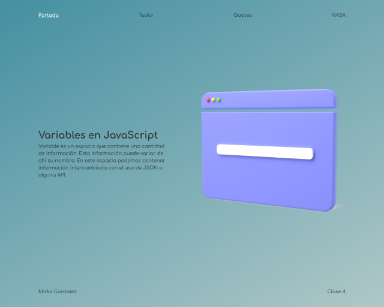 Portada
Taylor
Quotes
NASA
Variables en JavaScript
Variable es un espacio que contiene una cantidad
de información. Esta información puede variar, de
ahí su nombre. En este espacio podemos contener
información intercambiada con el uso de JSON o
alguna API.
Mirka Gonzalez
Clase 4